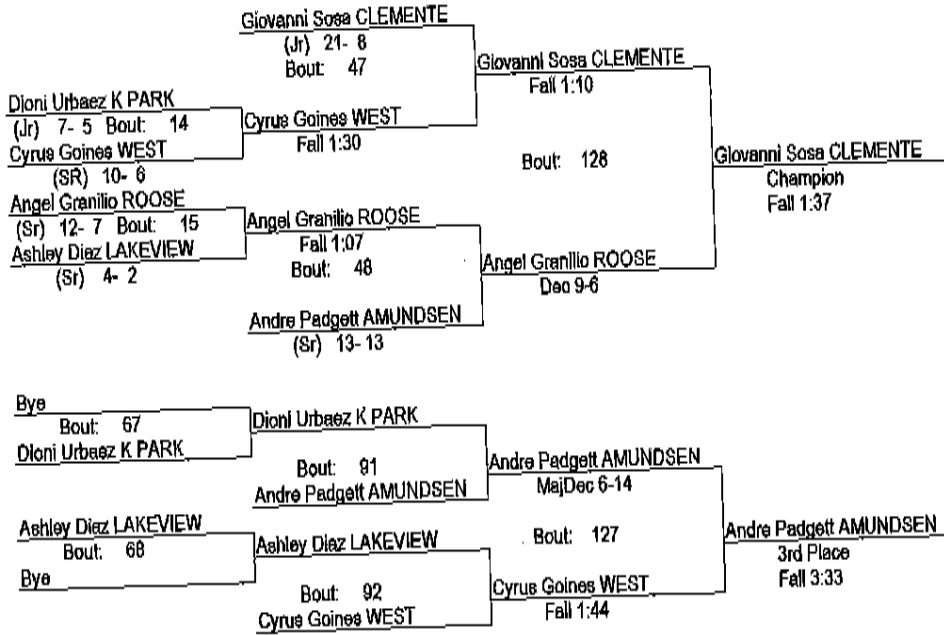 Giovanni Sosa CLEMENTE
(Jr) 21- 8
Bout: 47
Giovanni Sosa CLEMENTE
Fall 1:10
Dioni Urbaez K PARK
(Jr) 7- 5 Bout: 14
Cyrus Goines WEST
(SR) 10- 6
Cyrus Goines WEST
Fall 1:30
Bout: 128
Giovanni Sosa CLEMENTE
Champion
Fall 1:37
Angel Granilio ROOSE
(Sr) 12- 7 Bout: 15
Ashley Diaz LAKEVIEW
(Sr) 4- 2
Angel Granilio ROOSE
Fall 1:07
Bout: 48
Angel Granilio ROOSE
Dec 9-6
Andre Padgett AMUNDSEN
(Sr) 13- 13
Bye
Bout: 67
Dioni Urbaez K PARK
Dioni Urbaez K PARK
Bout: 91
Andre Padgett AMUNDSEN
Andre Padgett AMUNDSEN
MajDec 6-14
Ashley Diaz LAKEVIEW
Bout: 68
Bye
Ashley Diaz LAKEVIEW
Bout: 92
Cyrus Goines WEST
Bout: 127
Cyrus Goines WEST
Fall 1:44
Andre Padgett AMUNDSEN
3rd Place
Fall 3:33